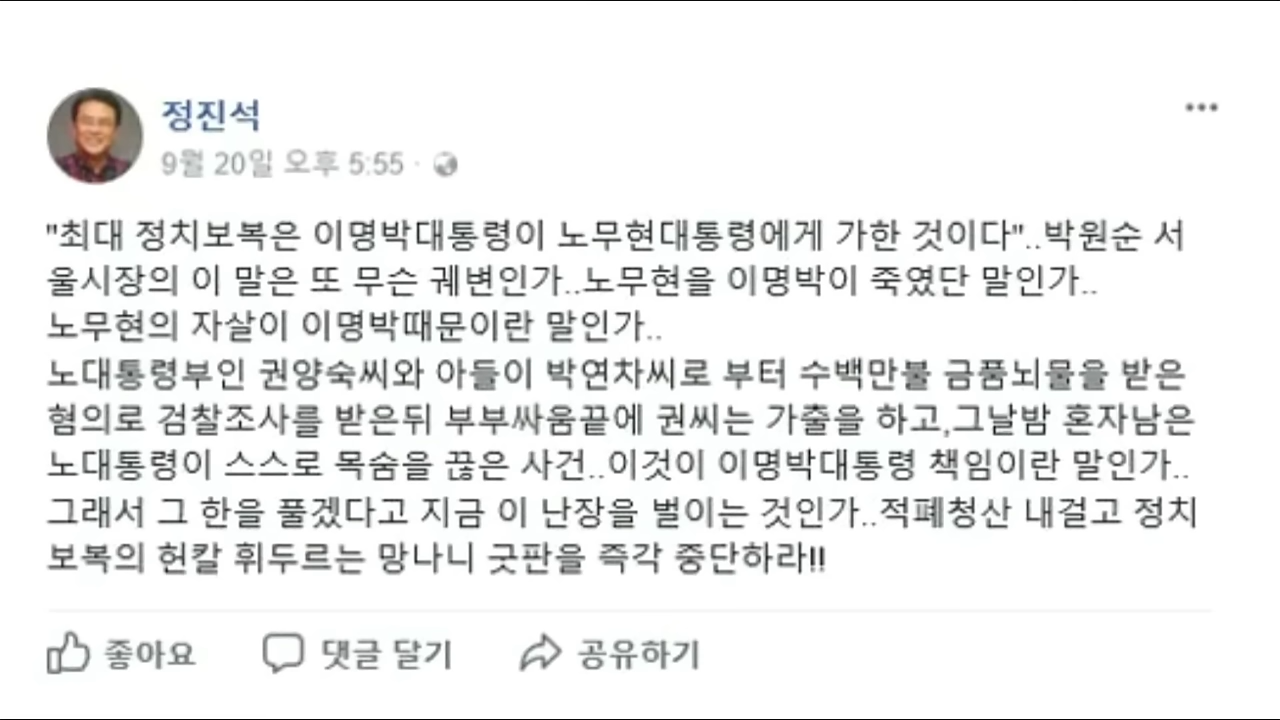 정진석
9월 20일 오후 5:55 ·
"최대 정치보복은 이명박대통령이 노무현대통령에게 가한 것이다"..박원순 서
울시장의 이 말은 또 무슨 궤변인가..노무현을 이명박이 죽였단 말인가..
노무현의 자살이 이명박때문이란 말인가..
노대통령부인 권양숙씨와 아들이 박연차씨로 부터 수백만불 금품뇌물을 받은
혐의로 검찰조사를 받은뒤 부부싸움끝에 권씨는 가출을 하고,그날밤 혼자남은
노대통령이 스스로 목숨을 끊은 사건..이것이 이명박대통령 책임이란 말인가..
그래서 그 한을 풀겠다고 지금 이 난장을 벌이는 것인가..적폐청산 내걸고 정치
보복의 헌칼 휘두르는 망나니 굿판을 즉각 중단하라!!
좋아요 댓글 달기 공유하기